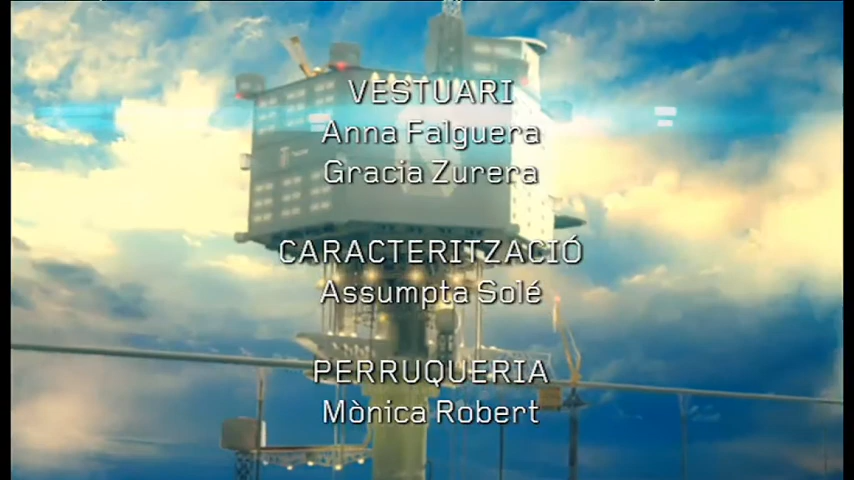 VESTUARI
Anna Falguera
Gracia Zurera
CARACTERITZACIÓ
Assumpta Solé
PERRUQUERIA
Mònica Robert